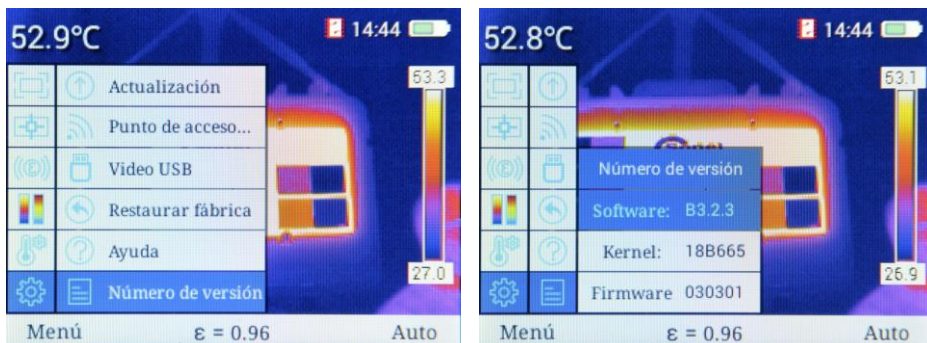 52.9°C
14:44
53.3
Actualización
Punto de acceso...
Video USB
Restaurar fábrica
Ayuda
Número de versión
27.0
Menú
ε = 0.96
Auto
52.8°C
14:44
53.1
Número de versión
Software: B3.2.3
Kernel: 18B665
Firmware 030301
26.9
Menú
ε = 0.96
Auto